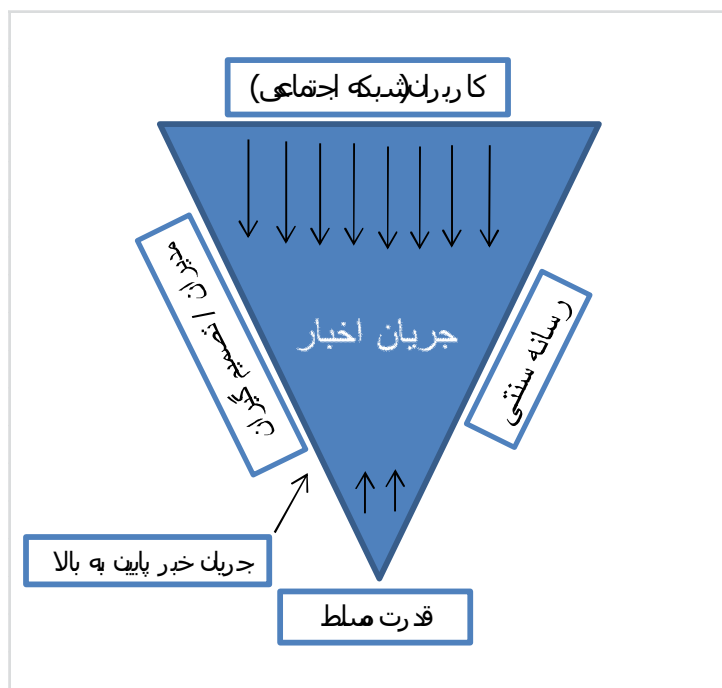 کاربران(شبکه اجتماعی)
مدیران / تصمیم گیران
رسانه سنتی
جریان اخبار
جریان خبر پایین به بالا
قدرت مسلط